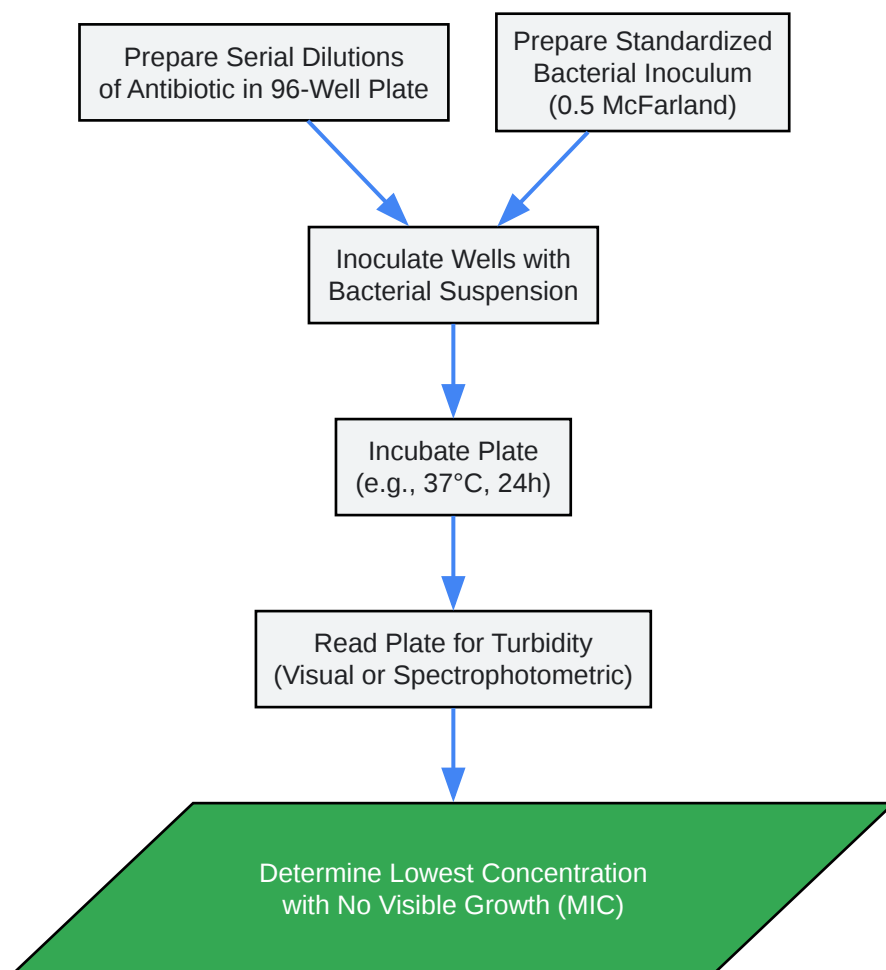 Prepare Serial Dilutions
of Antibiotic in 96-Well Plate
Prepare Standardized
Bacterial Inoculum
(0.5 McFarland)
Inoculate Wells with
Bacterial Suspension
Incubate Plate
(e.g., 37°C, 24h)
Read Plate for Turbidity
(Visual or Spectrophotometric)
Determine Lowest Concentration
with No Visible Growth (MIC)